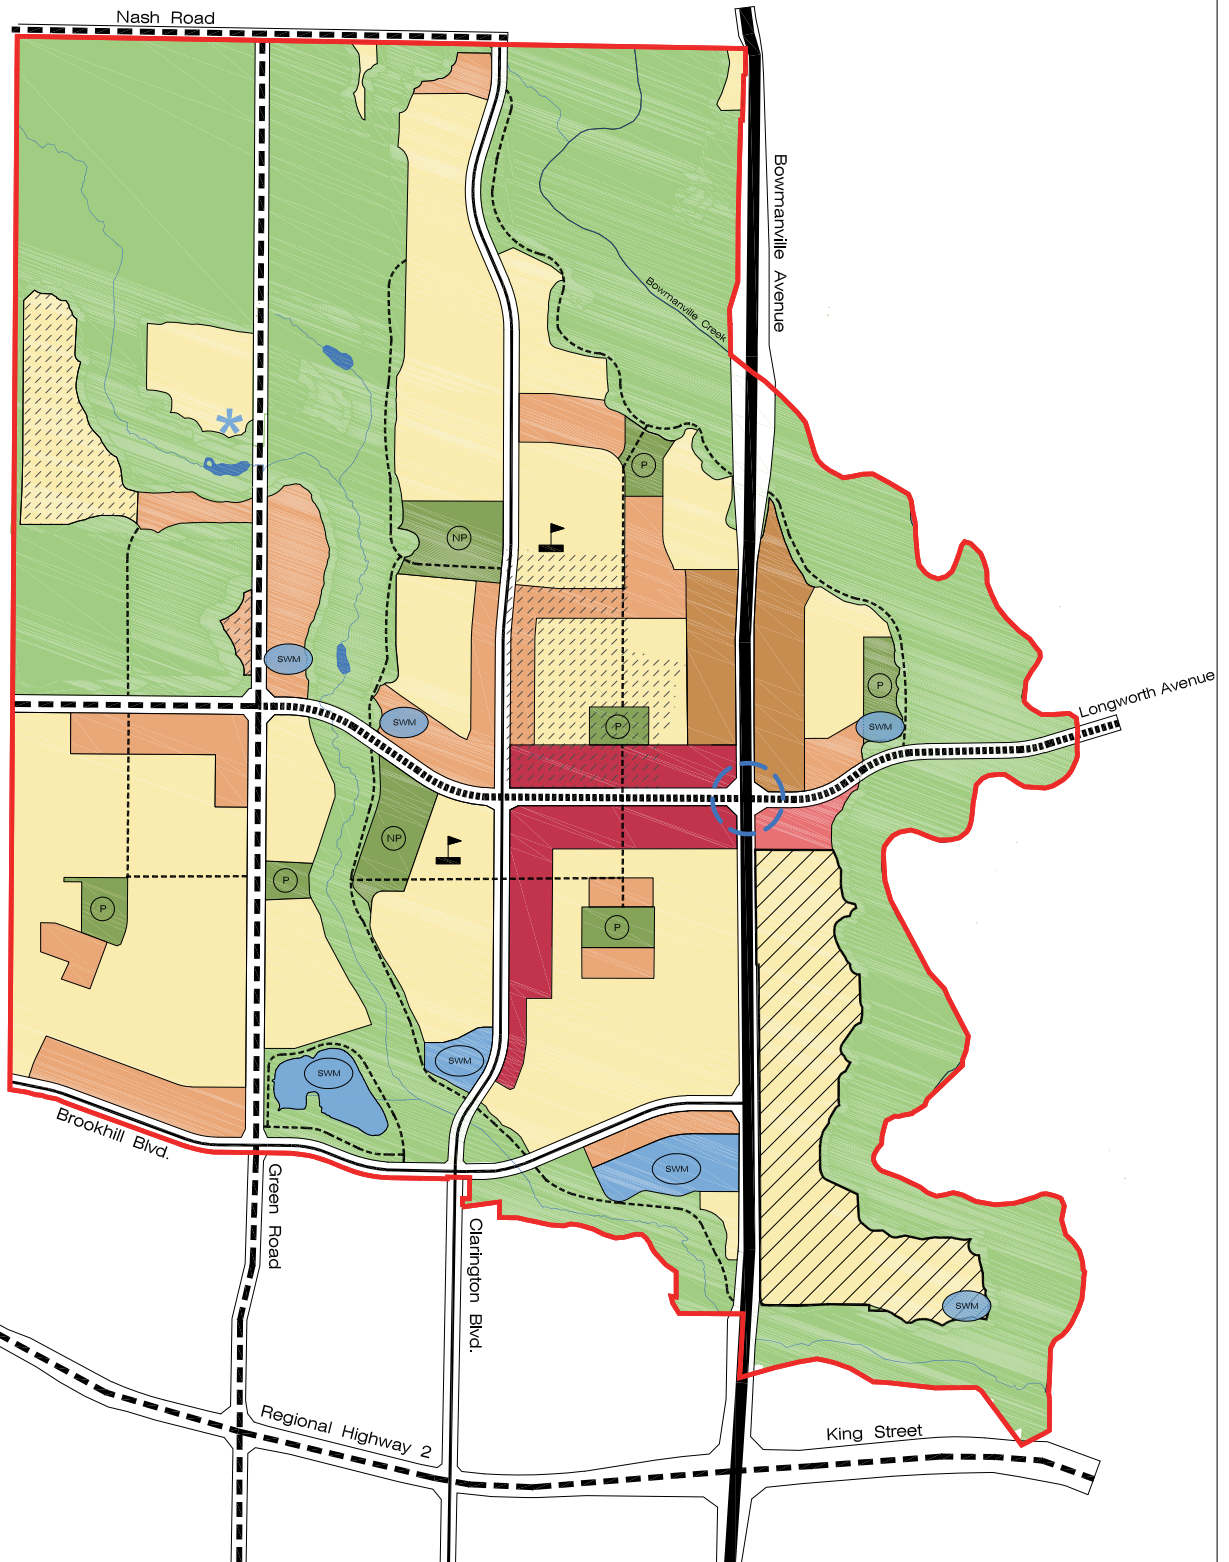 Nash Road
Bowmanville Avenue
Bowmanville Creek
P
NP
SWM
P
SWM
P
SWM
Longworth Avenue
NP
P
P
P
SWM
SWM
Brookhill Blvd.
SWM
Green Road
Clarington Blvd.
SWM
Regional Highway 2
King Street